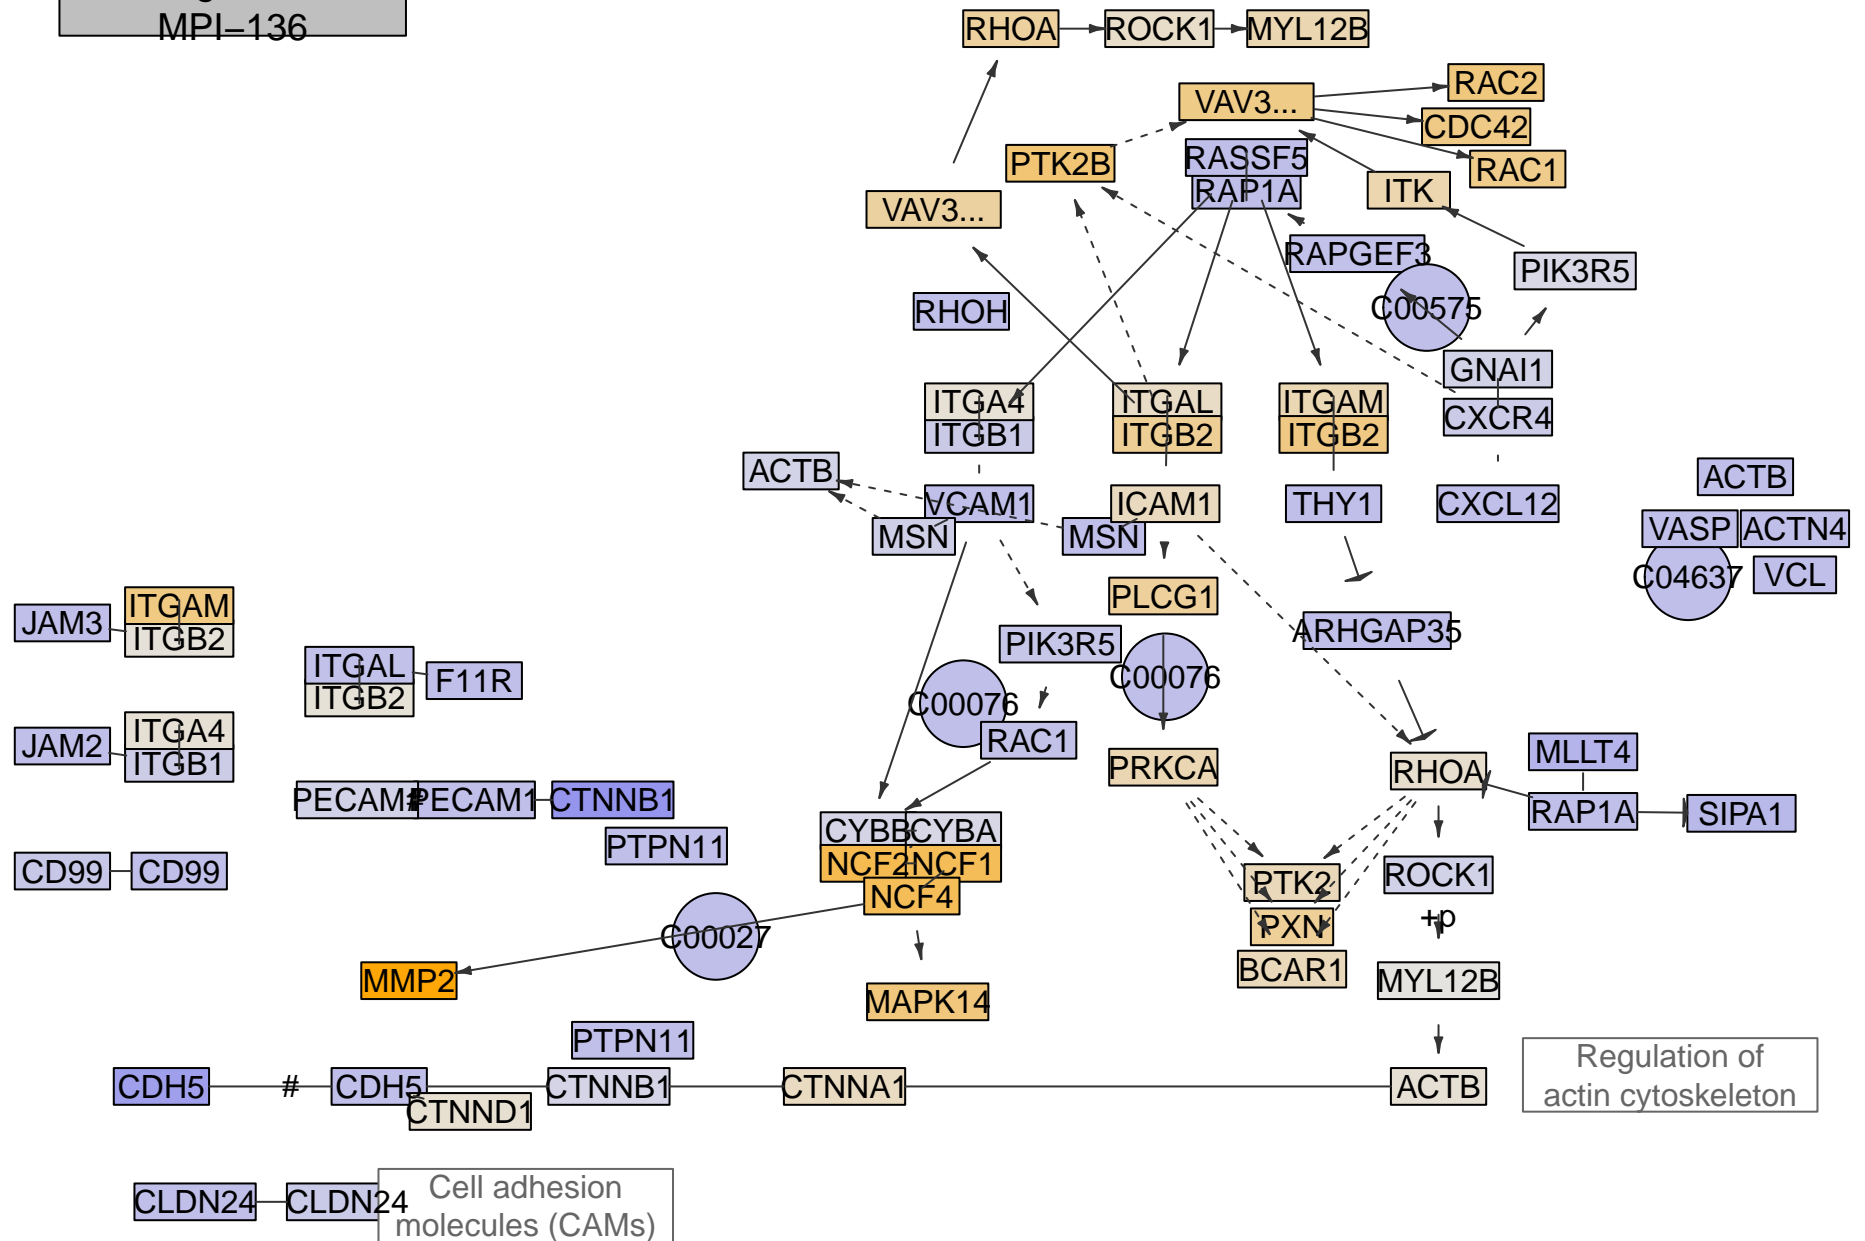 MPI−136
RHOA
ROCK1
MYL12B
RAC2
VAV3...
CDC42
RASSF5
PTK2B
RAC1
RAP1A
ITK
VAV3...
RAPGEF3
PIK3R5
RHOH
C00575
GNAI1
ITGA4
ITGAL
ITGAM
CXCR4
ITGB1
ITGB2
ITGB2
ACTB
ACTB
VCAM1
ICAM1
THY1
CXCL12
MSN
MSN
VASP
ACTN4
C04637
VCL
PLCG1
ITGAM
JAM3
ITGB2
ARHGAP35
PIK3R5
ITGAL
F11R
C00076
ITGB2
C00076
ITGA4
JAM2
RAC1
ITGB1
PRKCA
RHOA
MLLT4
PECAM1
#
PECAM1
CTNNB1
RAP1A
SIPA1
CYBB
CYBA
PTPN11
NCF2
NCF1
CD99
CD99
PTK2
ROCK1
NCF4
+p
PXN
C00027
BCAR1
MMP2
MYL12B
MAPK14
PTPN11
Regulation of
actin cytoskeleton
CDH5
#
CDH5
CTNNB1
CTNNA1
ACTB
CTNND1
Cell adhesion
molecules (CAMs)
CLDN24
CLDN24